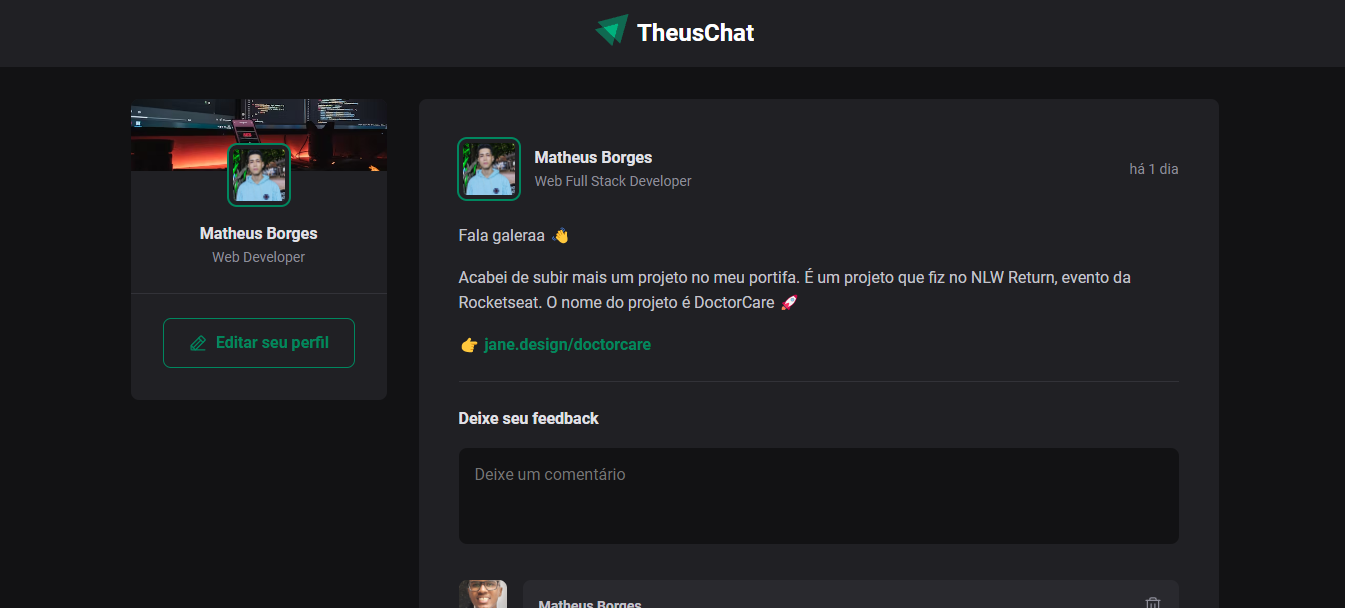 TheusChat
Matheus Borges
Web Developer
Editar seu perfil
Matheus Borges
Web Full Stack Developer
há 1 dia
Fala galeraa 👋
Acabei de subir mais um projeto no meu portifa. É um projeto que fiz no NLW Return, evento da
Rocketseat. O nome do projeto é DoctorCare 🚀
👉 jane.design/doctorcare
Deixe seu feedback
Deixe um comentário
Matheus Borges